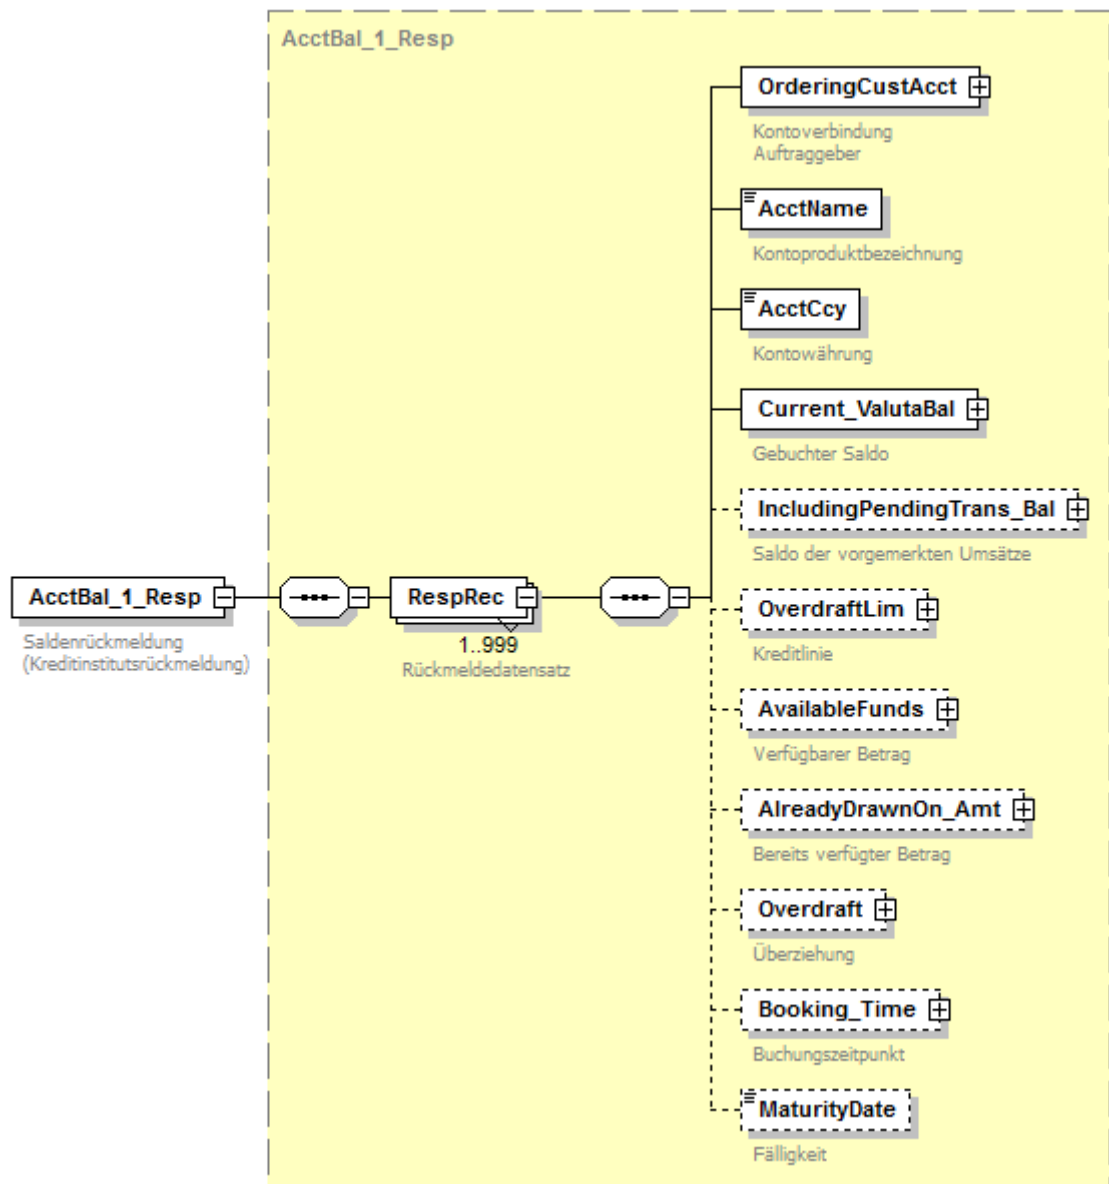 AcctBal_1_Resp
OrderingCustAcct
Kontoverbindung
Auftraggeber
AcctName
Kontoproduktbezeichnung
AcctCcy
Kontowährung
Current_ValutaBal
Gebuchter Saldo
IncludingPendingTrans_Bal
Saldo der vorgemerkten Umsätze
AcctBal_1_Resp
Saldenrückmeldung
(Kreditinstitutsrückmeldung)
RespRec
1..999
Rückmeldedatensatz
OverdraftLim
Kreditlinie
AvailableFunds
Verfügbarer Betrag
AlreadyDrawnOn_Amt
Bereits verfügter Betrag
Overdraft
Überziehung
Booking_Time
Buchungszeitpunkt
MaturityDate
Fälligkeit